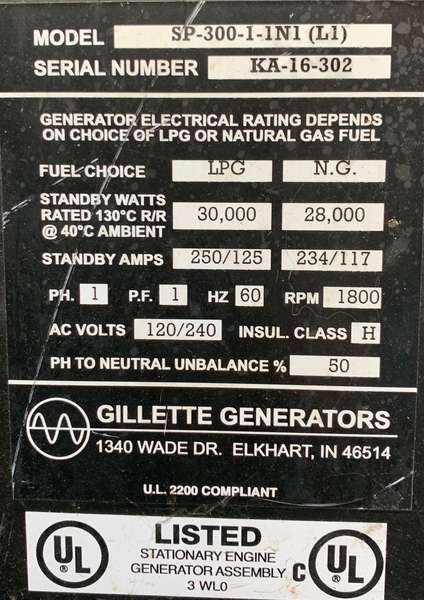 MODEL SP-300-1-1N1 (L1)
SERIAL NUMBER KA-16-302
GENERATOR ELECTRICAL RATING DEPENDS
ON CHOICE OF LPG OR NATURAL GAS FUEL
FUEL CHOICE LPG N.G.
STANDBY WATTS
RATED 130°C R/R 30,000 28,000
@ 40°C AMBIENT
STANDBY AMPS 250/125 234/117
PH. 1 P.F. 1 HZ 60 RPM 1800
AC VOLTS 120/240 INSUL. CLASS H
PH TO NEUTRAL UNBALANCE % 50
GILLETTE GENERATORS
1340 WADE DR. ELKHART, IN 46514
U.L. 2200 COMPLIANT
UL LISTED C UL
STATIONARY ENGINE
GENERATOR ASSEMBLY
3 WL0